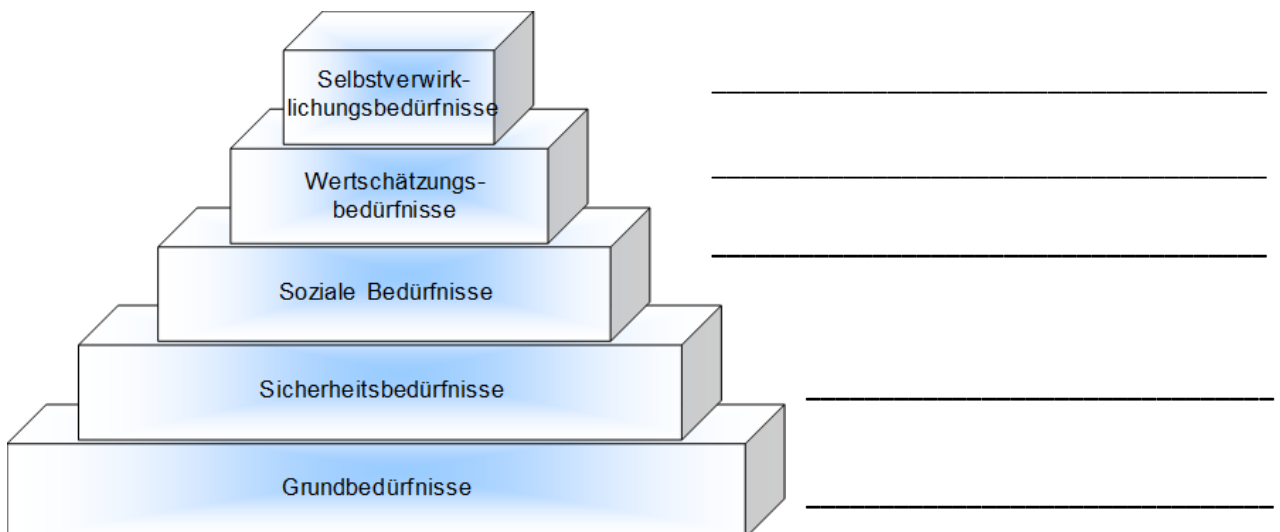 Selbstverwirk-
lichungsbedürfnisse
Wertschätzungs-
bedürfnisse
Soziale Bedürfnisse
Sicherheitsbedürfnisse
Grundbedürfnisse